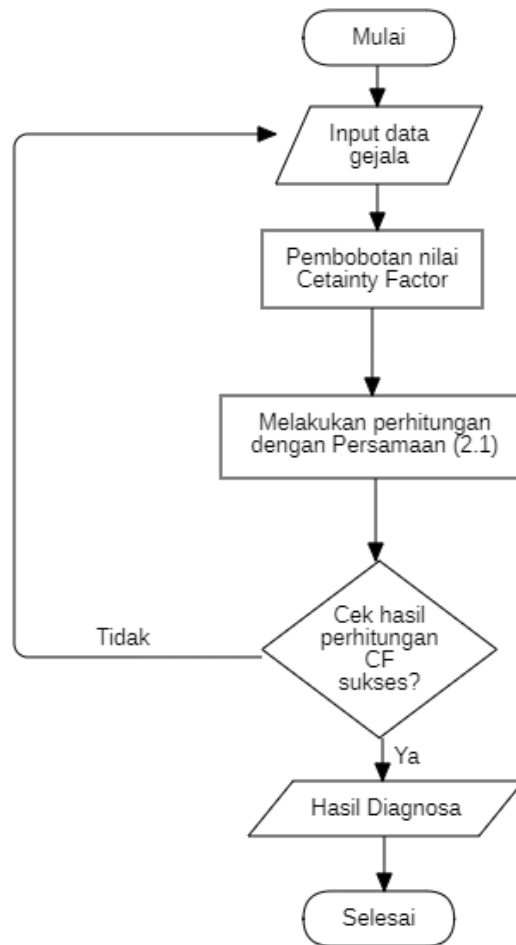 Mulai
Input data
gejala
Pembobotan nilai
Cetainty Factor
Melakukan perhitungan
dengan Persamaan (2.1)
Cek hasil
perhitungan
CF
sukses?
Tidak
Ya
Hasil Diagnosa
Selesai